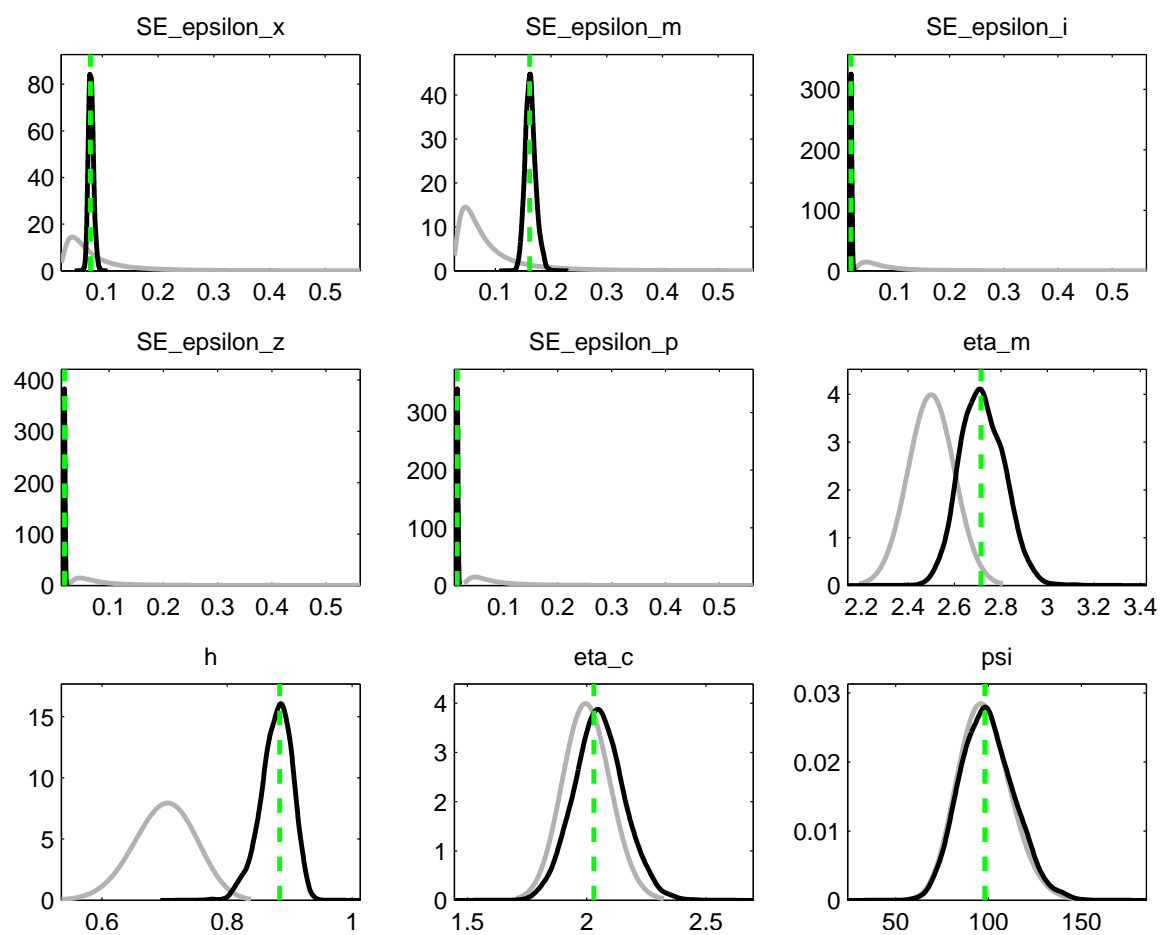 SE_epsilon_x SE_epsilon_m SE_epsilon_i
80 60 40 20 0
0.1 0.2 0.3 0.4 0.5
40 30 20 10 0
0.1 0.2 0.3 0.4 0.5
300 200 100 0
0.1 0.2 0.3 0.4 0.5
SE_epsilon_z SE_epsilon_p eta_m
400 300 200 100 0
0.1 0.2 0.3 0.4 0.5
300 200 100 0
0.1 0.2 0.3 0.4 0.5
4 3 2 1 0
2.2 2.4 2.6 2.8 3 3.2 3.4
h eta_c psi
15 10 5 0
0.6 0.8 1
4 3 2 1 0
1.5 2 2.5
0.03 0.02 0.01 0
50 100 150